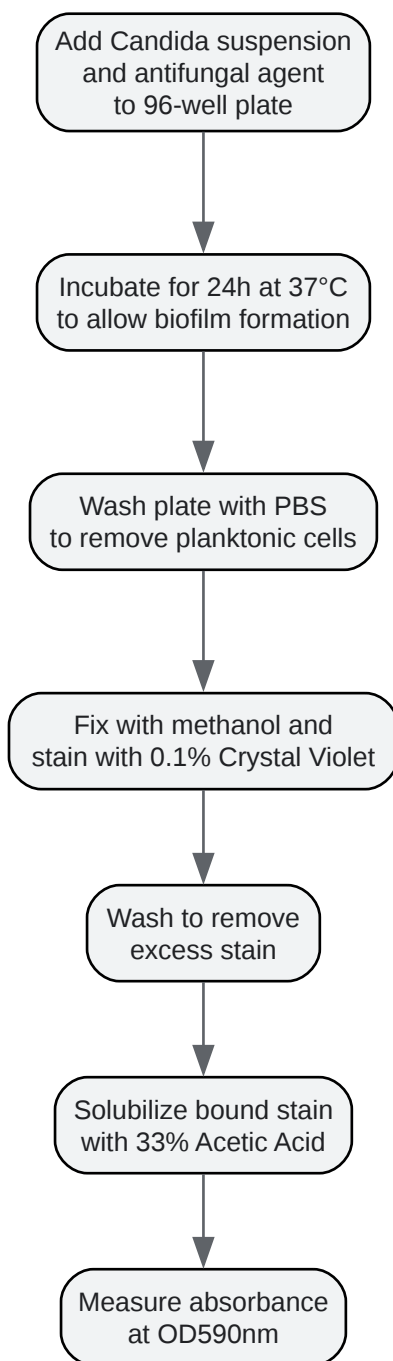 Add Candida suspension
and antifungal agent
to 96-well plate
Incubate for 24h at 37°C
to allow biofilm formation
Wash plate with PBS
to remove planktonic cells
Fix with methanol and
stain with 0.1% Crystal Violet
Wash to remove
excess stain
Solubilize bound stain
with 33% Acetic Acid
Measure absorbance
at OD590nm